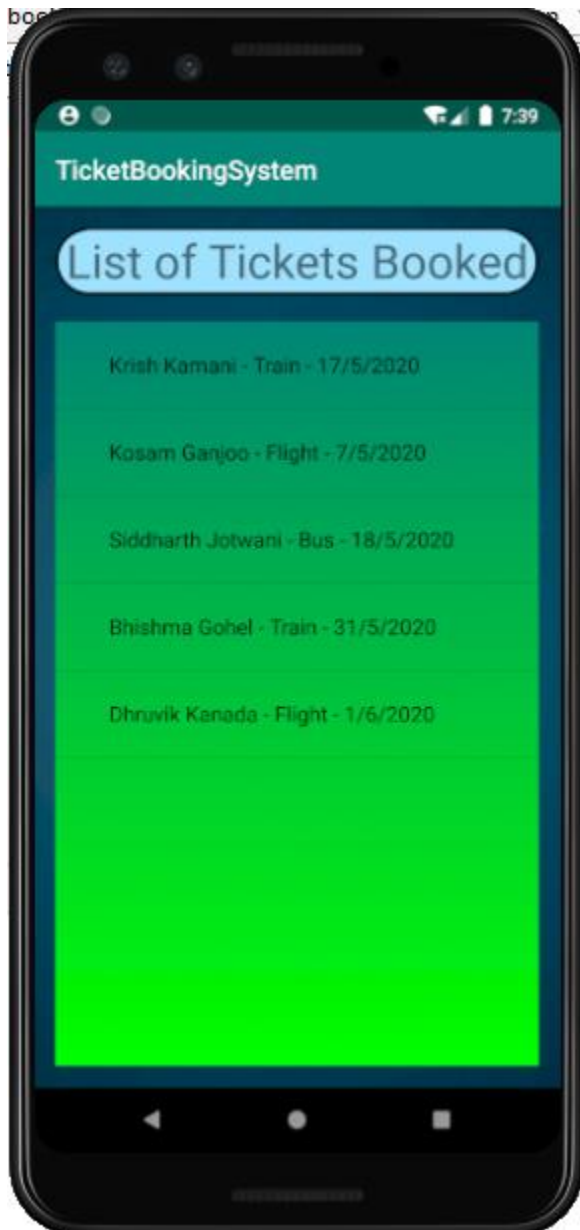 7:39
TicketBookingSystem
List of Tickets Booked
Krish Kamani - Train - 17/5/2020
Kosam Ganjoo - Flight - 7/5/2020
Siddharth Jotwani - Bus - 18/5/2020
Bhishma Gohel - Train - 31/5/2020
Dhruvik Kanada - Flight - 1/6/2020